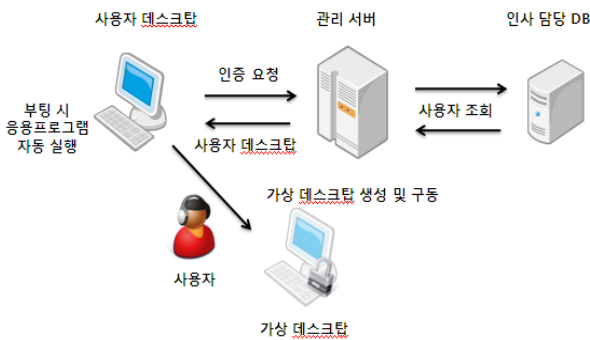 사용자 데스크탑
관리 서버
인사 담당 DB
인증 요청
부팅 시
응용프로그램
자동 실행
사용자 조회
사용자 데스크탑
가상 데스크탑 생성 및 구동
사용자
가상 데스크탑